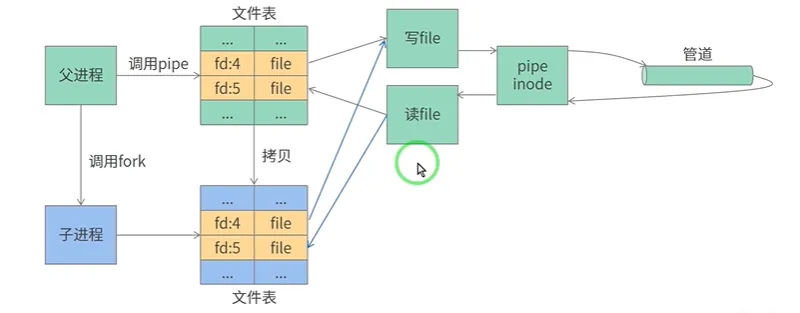 文件表
... ...
父进程
调用pipe
fd:4 file
fd:5 file
... ...
写file
读file
pipe
inode
管道
调用fork
拷贝
子进程
... ...
fd:4 file
fd:5 file
... ...
文件表